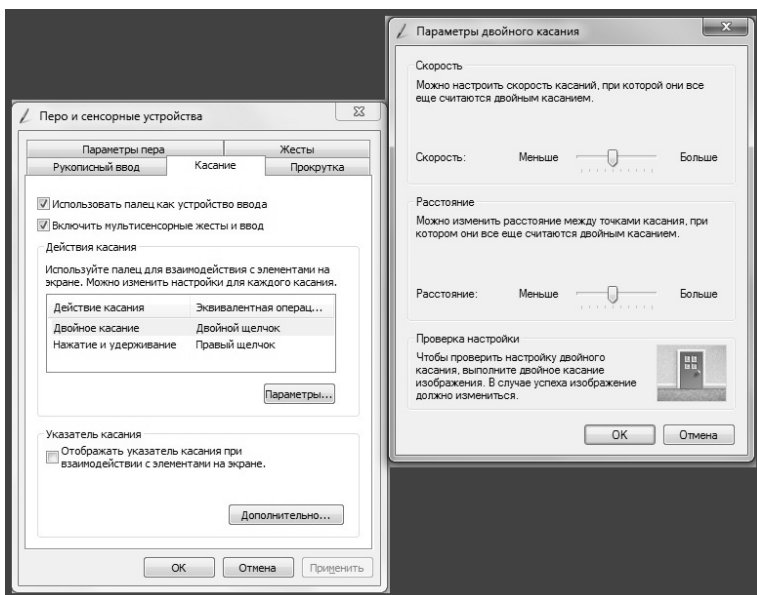 Перо и сенсорные устройства
Параметры пера
Жесты
Рукописный ввод
Касание
Прокрутка
Использовать палец как устройство ввода
Включить мультисенсорные жесты и ввод
Действия касания
Используйте палец для взаимодействия с элементами на
экране. Можно изменить настройки для каждого касания.
Действие касания
Эквивалентная операц...
Двойное касание
Двойной щелчок
Нажатие и удерживание
Правый щелчок
Параметры...
Указатель касания
Отображать указатель касания при
взаимодействии с элементами на экране.
Дополнительно...
OK
Отмена
Применить
Параметры двойного касания
Скорость
Можно настроить скорость касаний, при которой они все
еще считаются двойным касанием.
Скорость:
Меньше
Больше
Расстояние
Можно изменить расстояние между точками касания, при
котором они все еще считаются двойным касанием.
Расстояние:
Меньше
Больше
Проверка настройки
Чтобы проверить настройку двойного
касания, выполните двойное касание
изображения. В случае успеха изображение
должно измениться.
OK
Отмена